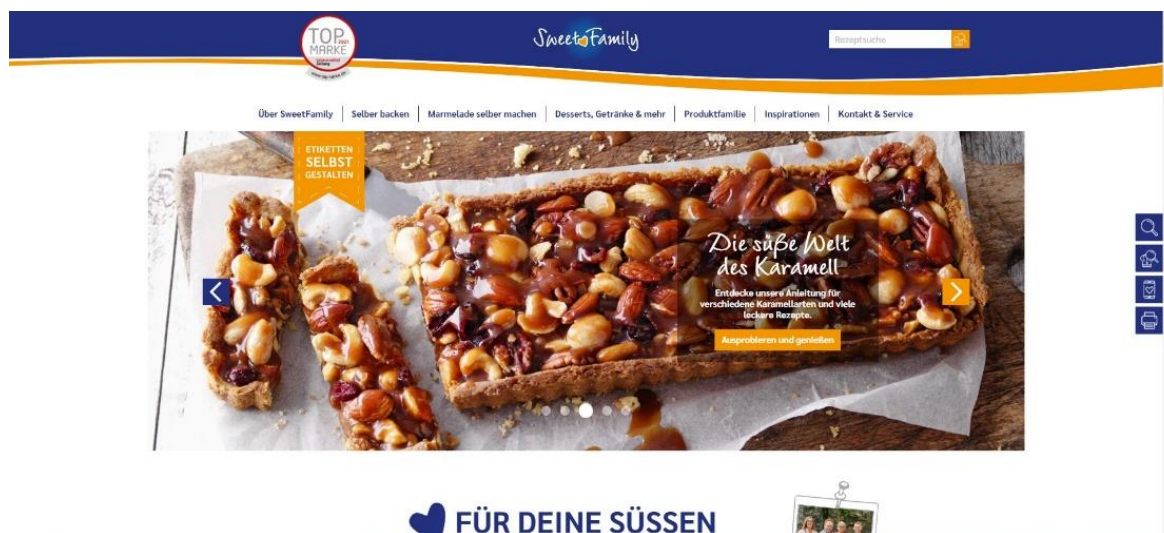 TOP
MARKE
SweetFamily
Rezeptsuche
Über SweetFamily
Selber backen
Marmelade selber machen
Desserts, Getränke & mehr
Produktfamilie
Inspirationen
Kontakt & Service
ETIKETTEN
SELBST
GESTALTEN
Die süße Welt
des Karamell
Entdecke unsere Anleitung für
verschiedene Karamellarten und viele
leckere Rezepte.
Ausprobieren und genießen
FÜR DEINE SÜSSEN